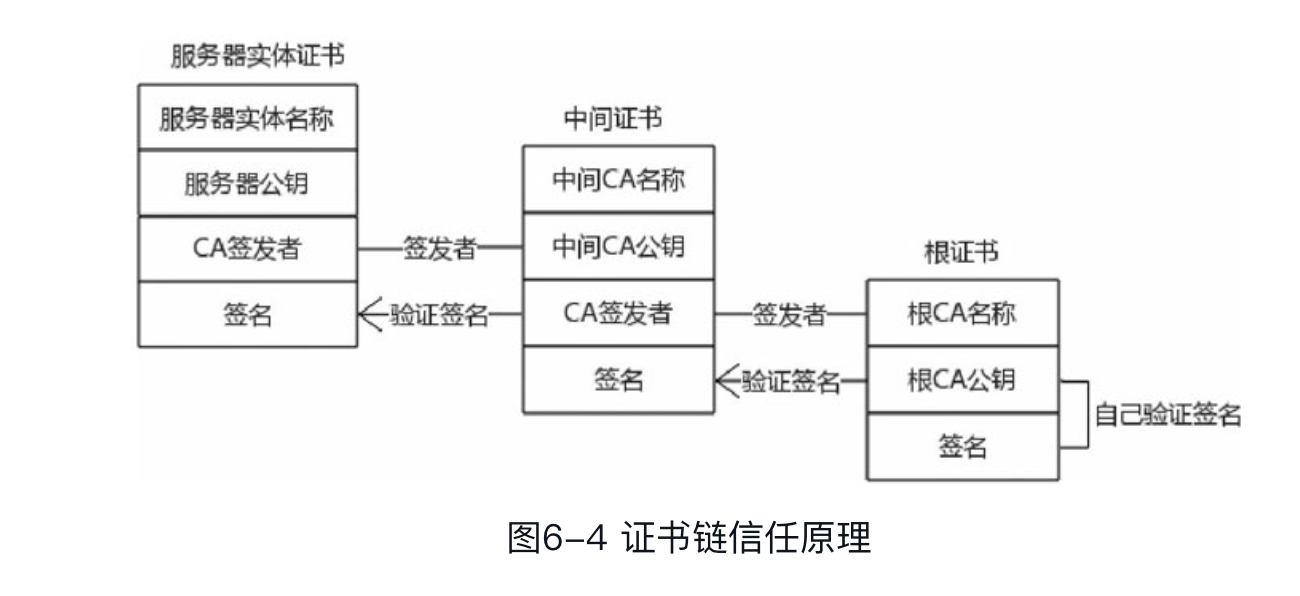 服务器实体证书
服务器实体名称
服务器公钥
CA签发者
签名
签发者
验证签名
中间证书
中间CA名称
中间CA公钥
CA签发者
签名
签发者
验证签名
根证书
根CA名称
根CA公钥
签名
自己验证签名
图6-4 证书链信任原理